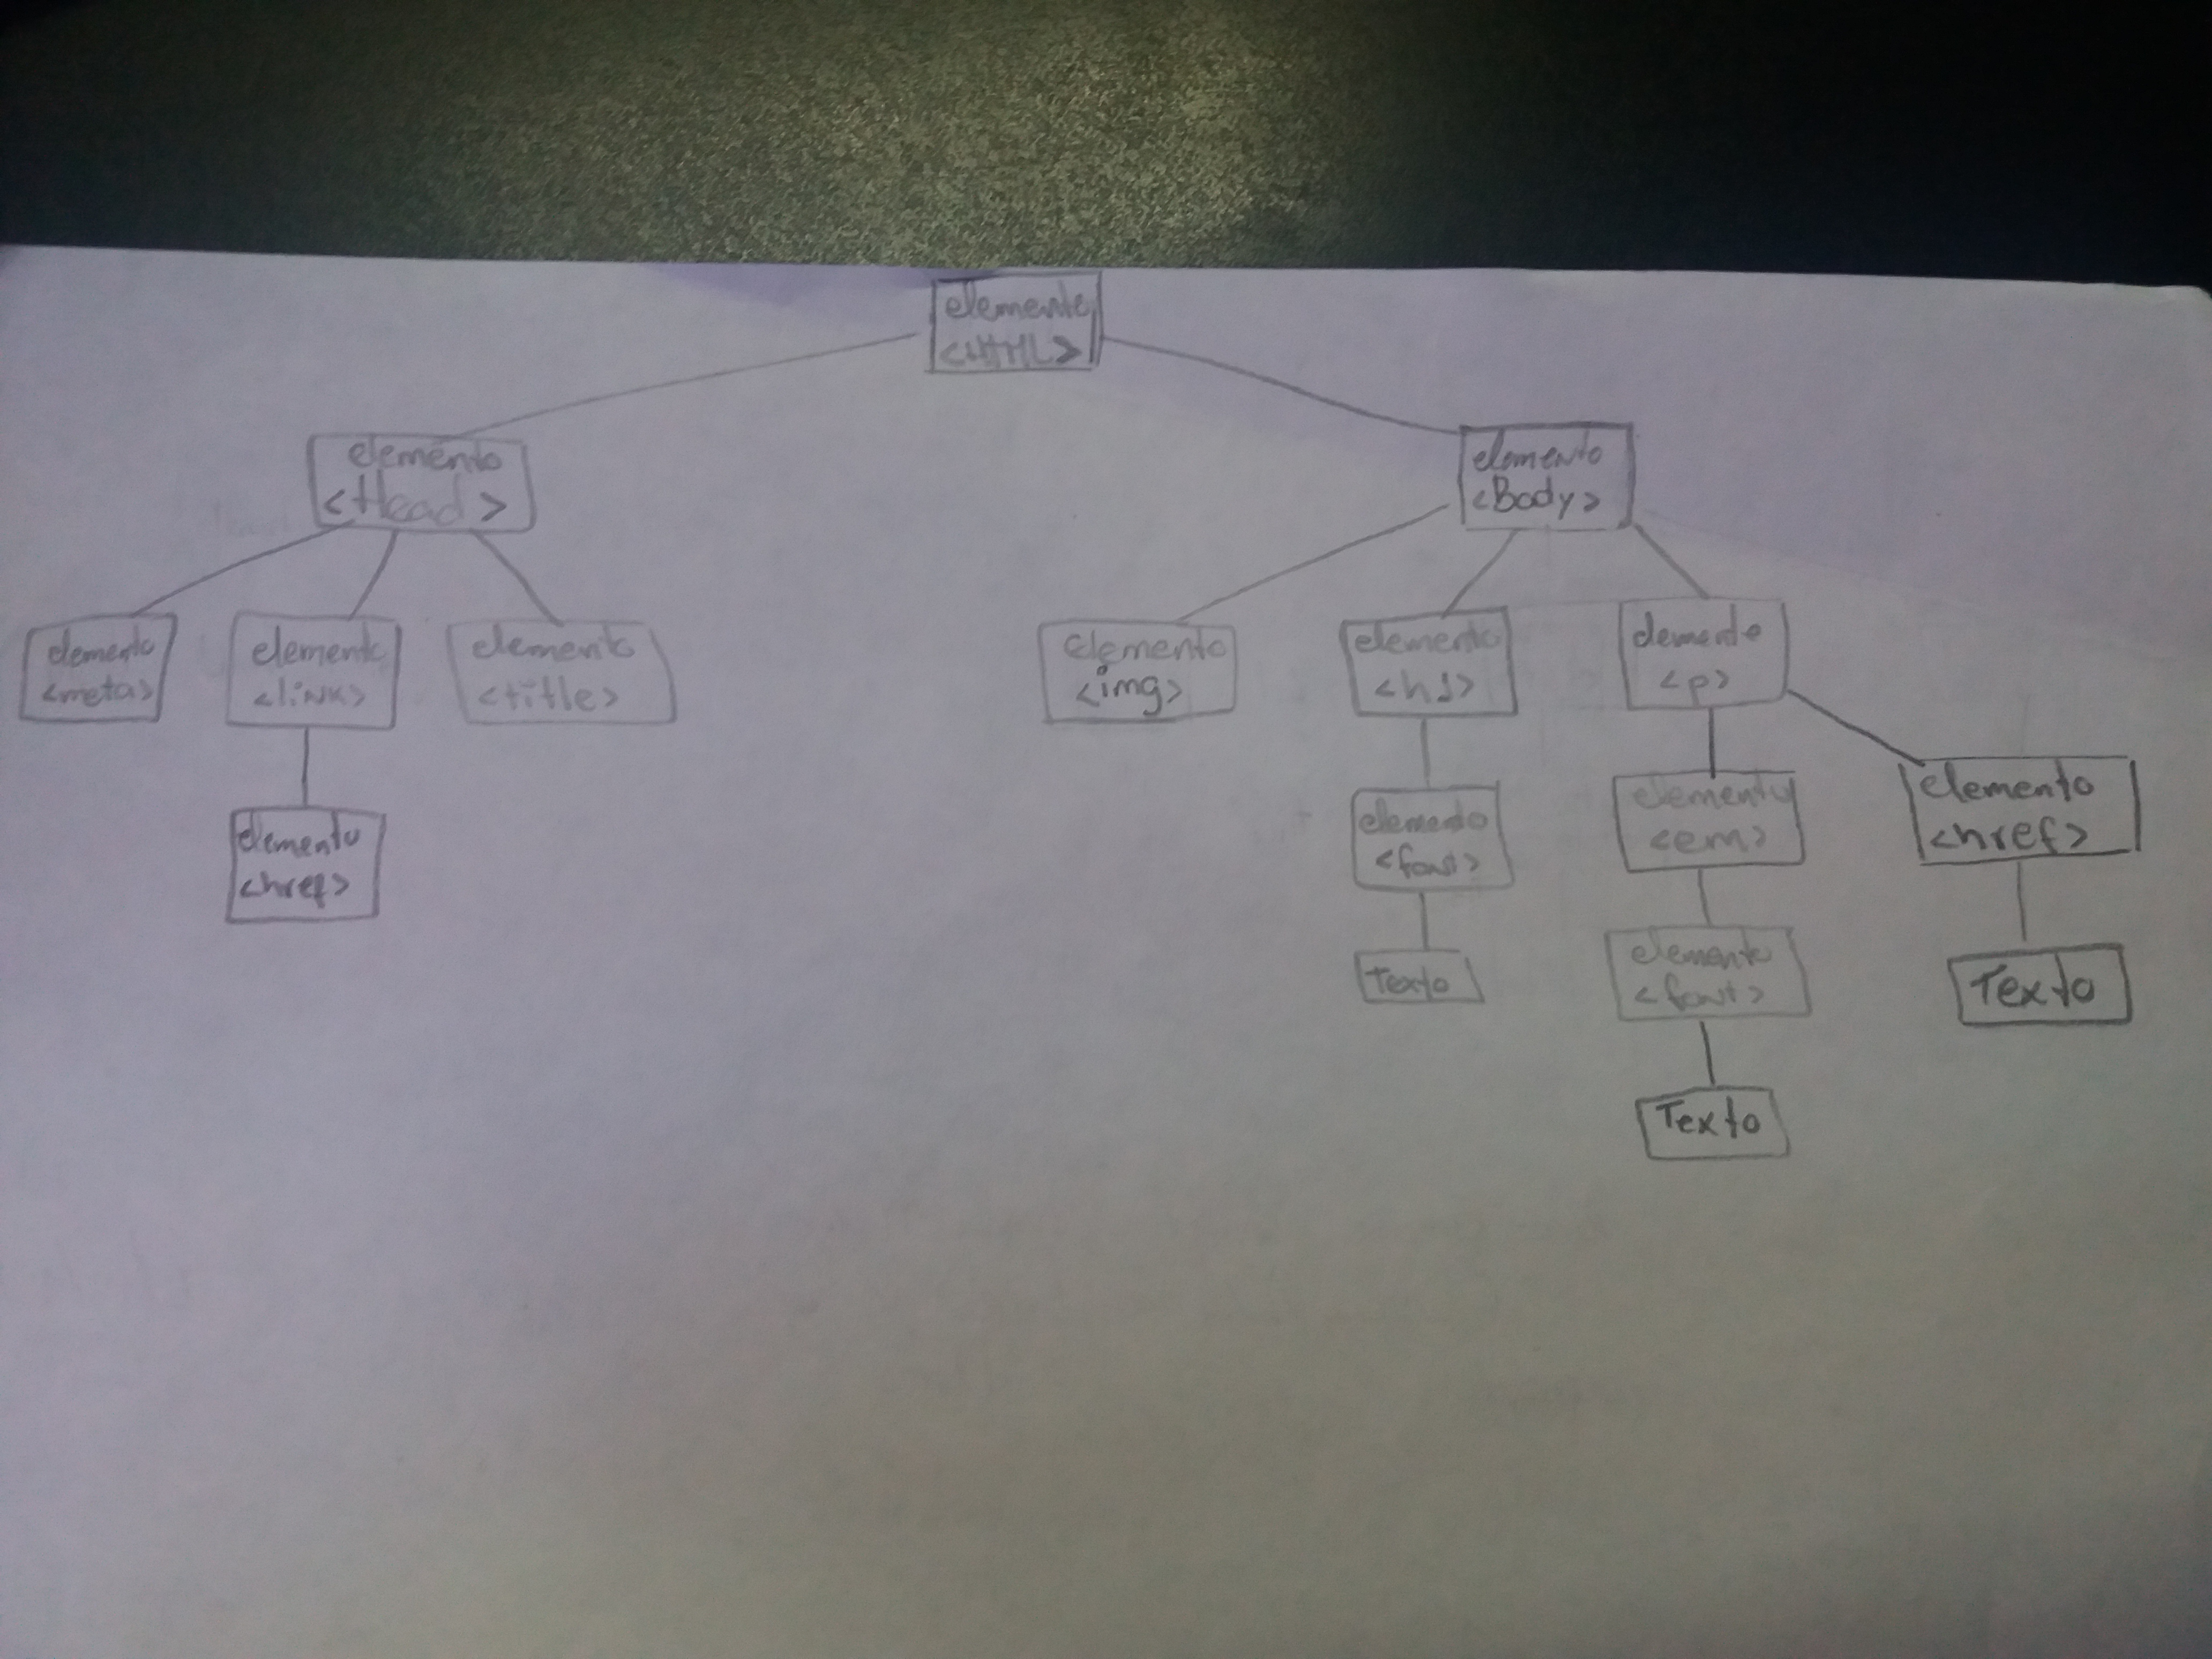 elemento
<HTML>
elemento
<Head>
elemento
<Body>
elemento
<meta>
elemento
<link>
elemento
<title>
elemento
<img>
elemento
<h1>
elemento
<p>
elemento
<href>
elemento
<font>
elemento
<em>
elemento
<href>
Texto
elemento
<font>
Texto
Texto